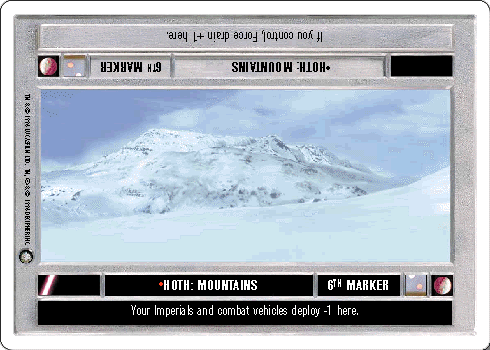 If you control, Force drain +1 here.
•HOTH: MOUNTAINS
6TH MARKER
•HOTH: MOUNTAINS
6TH MARKER
Your Imperials and combat vehicles deploy -1 here.